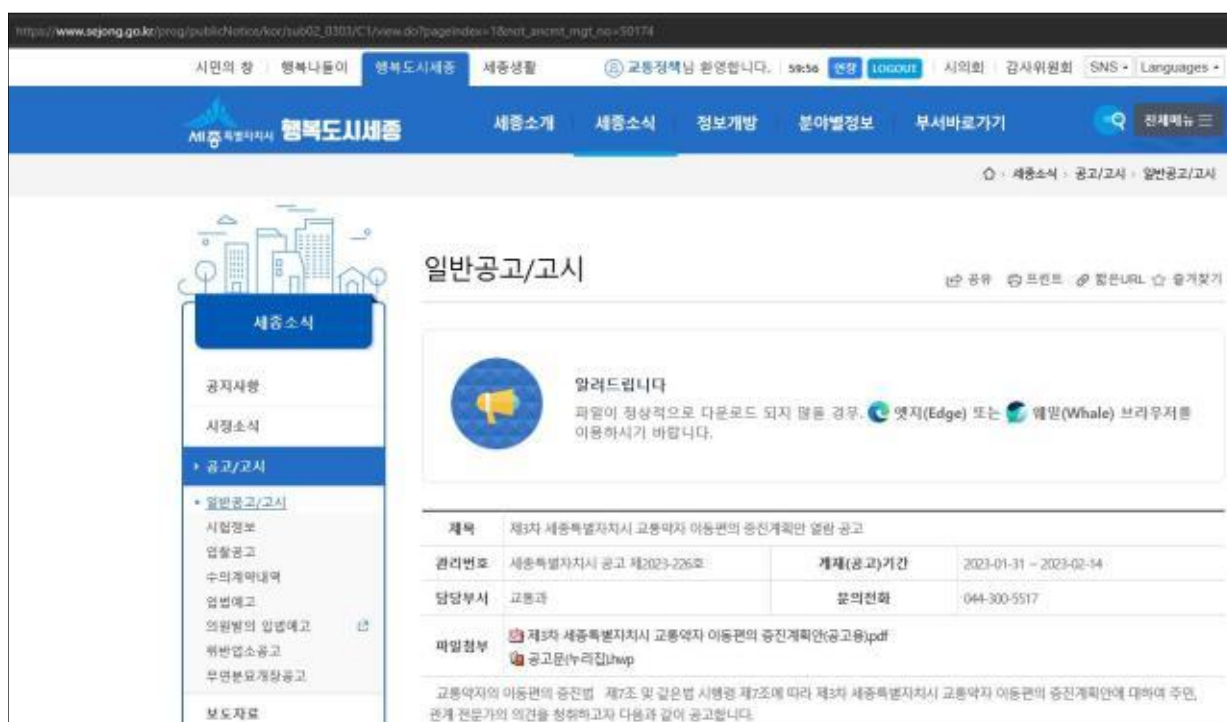 https://www.sejong.go.kr/prog/publicNotice/kor/sub02_0303/C1/view.do?pageIndex=1&not_ancmt_mgt_no=50174
시민의 창 행복나들이 행복도시세종 세종생활 교통정책님 환영합니다. 59:56 연장 LOGOUT 시의회 감사위원회 SNS Languages
세종특별자치시 행복도시세종 세종소개 세종소식 정보개방 분야별정보 부서바로가기 전체메뉴
세종소식 공고/고시 일반공고/고시
일반공고/고시
공유 프린트 짧은URL 즐겨찾기
세종소식
공지사항
시정소식
공고/고시
일반공고/고시
시험정보
입찰공고
수의계약내역
입법예고
의원발의 입법예고
위반업소공고
무연분묘개장공고
보도자료
알려드립니다
파일이 정상적으로 다운로드 되지 않을 경우, 엣지(Edge) 또는 웨일(Whale) 브라우저를
이용하시기 바랍니다.
제목 제3차 세종특별자치시 교통약자 이동편의 증진계획안 열람 공고
관리번호 세종특별자치시 공고 제2023-226호 게재(공고)기간 2023-01-31 ~ 2023-02-14
담당부서 교통과 문의전화 044-300-5517
파일첨부 제3차 세종특별자치시 교통약자 이동편의 증진계획안(공고용).pdf
공고문(누리집).hwp
교통약자의 이동편의 증진법 제7조 및 같은법 시행령 제7조에 따라 제3차 세종특별자치시 교통약자 이동편의 증진계획안에 대하여 주민,
관계 전문가의 의견을 청취하고자 다음과 같이 공고합니다.